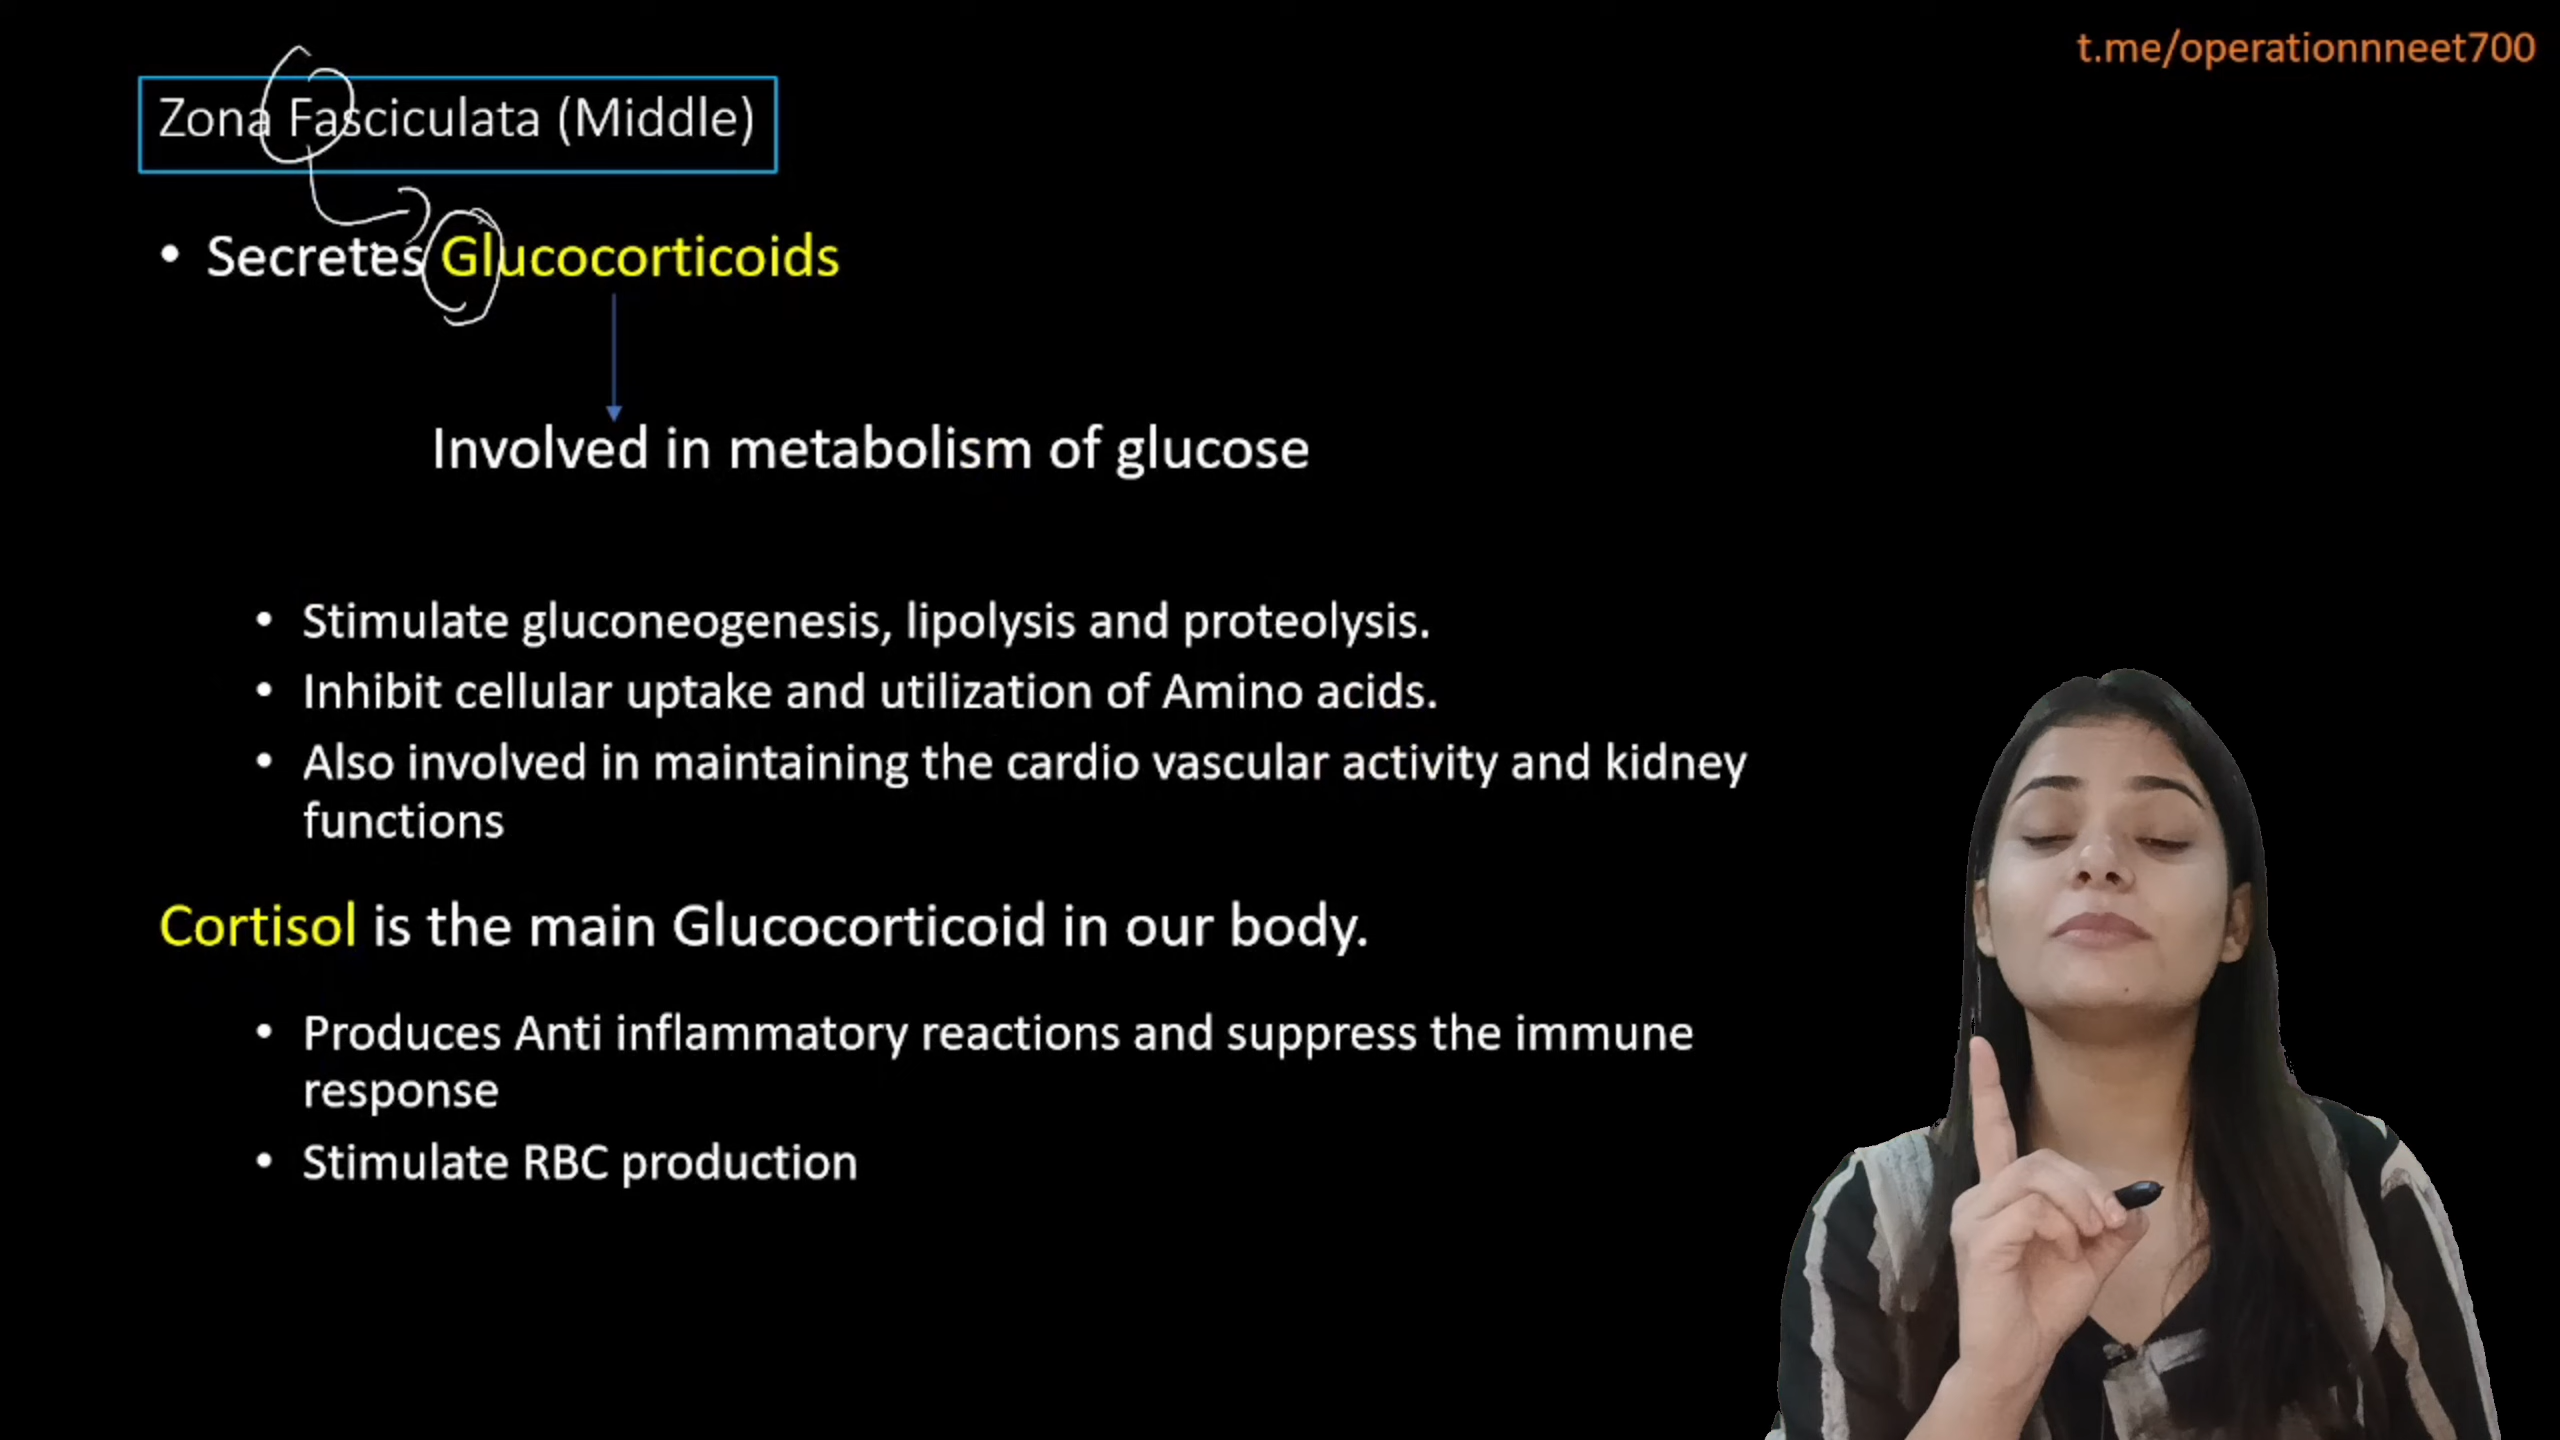 t.me/operationnneet700
Zona Fasciculata (Middle)
• Secretes Glucocorticoids
Involved in metabolism of glucose
• Stimulate gluconeogenesis, lipolysis and proteolysis.
• Inhibit cellular uptake and utilization of Amino acids.
• Also involved in maintaining the cardio vascular activity and kidney
functions
Cortisol is the main Glucocorticoid in our body.
• Produces Anti inflammatory reactions and suppress the immune
response
• Stimulate RBC production